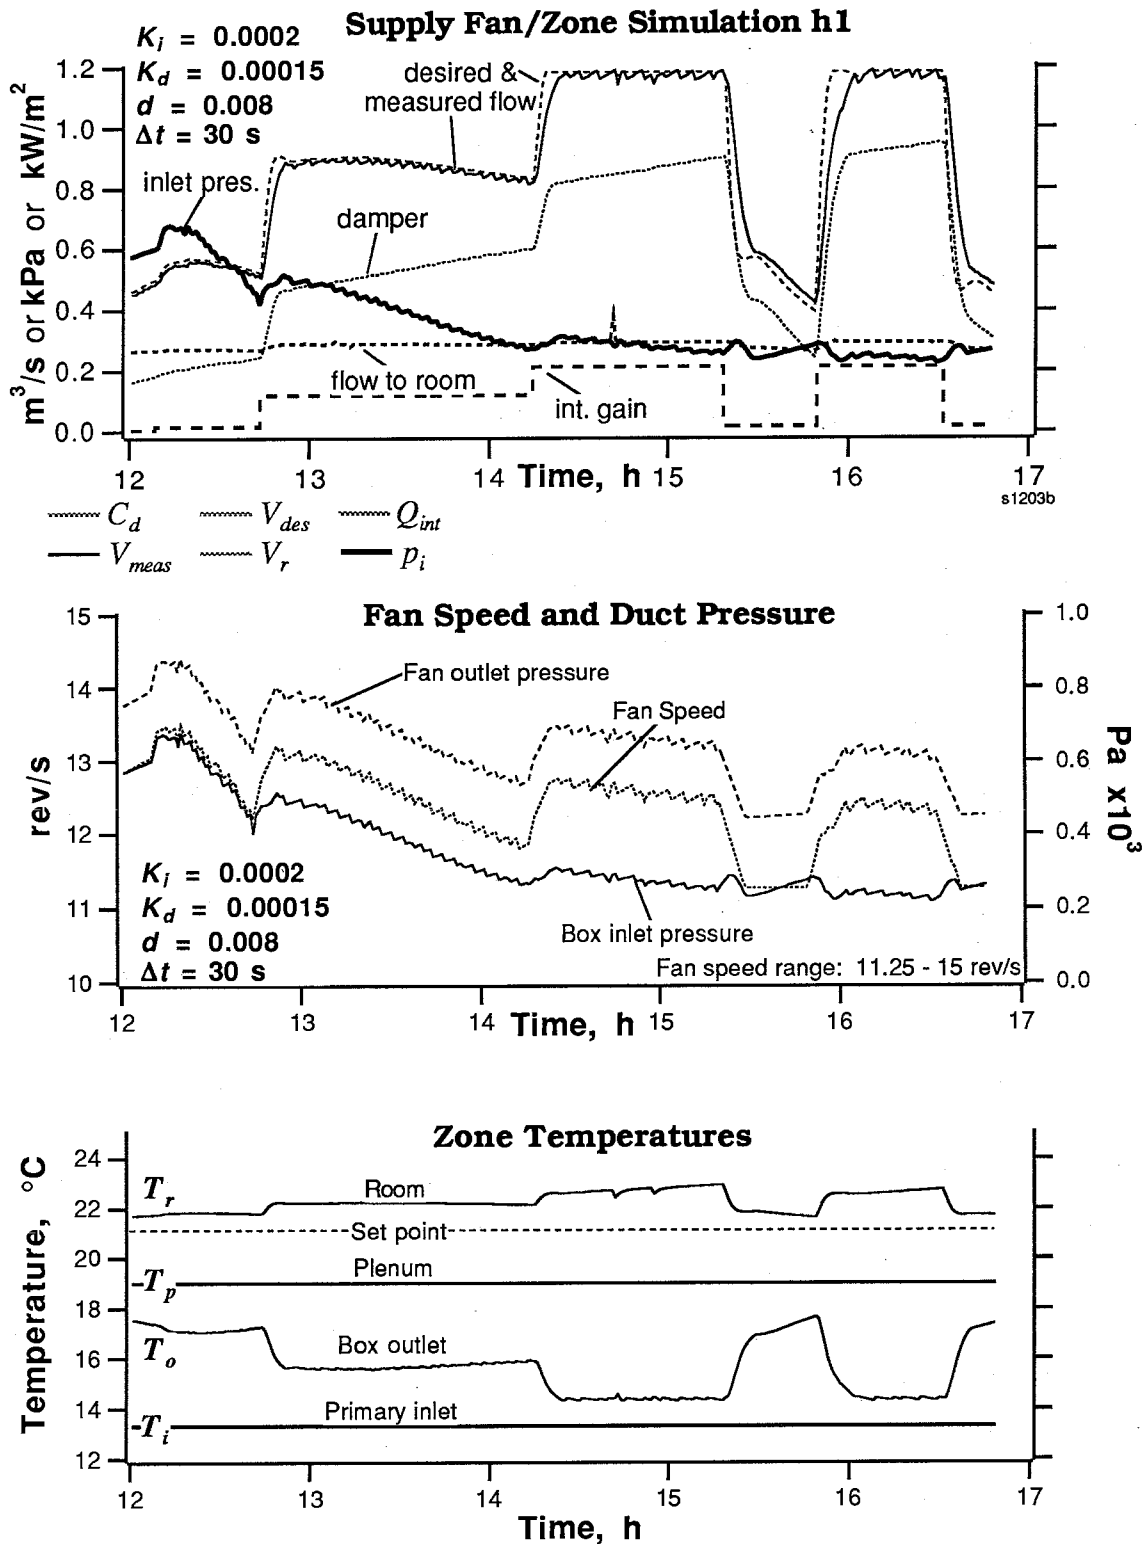 Supply Fan/Zone Simulation h1
K_i = 0.0002
K_d = 0.00015
d = 0.008
Δt = 30 s
desired &
measured flow
inlet pres.
damper
flow to room
int. gain
m³/s or kPa or kW/m²
1.2
1.0
0.8
0.6
0.4
0.2
0.0
12 13 14 Time, h 15 16 17
s1203b
C_d V_des Q_int
V_meas V_r p_i
Fan Speed and Duct Pressure
Fan outlet pressure
Fan Speed
rev/s
15
14
13
12
11
10
Pa x10³
1.0
0.8
0.6
0.4
0.2
0.0
K_i = 0.0002
K_d = 0.00015
d = 0.008
Δt = 30 s
Box inlet pressure
Fan speed range: 11.25 - 15 rev/s
12 13 14 Time, h 15 16 17
Zone Temperatures
Temperature, °C
24
22
20
18
16
14
12
T_r Room
Set point
T_p Plenum
T_o Box outlet
T_i Primary inlet
12 13 14 15 16 17
Time, h